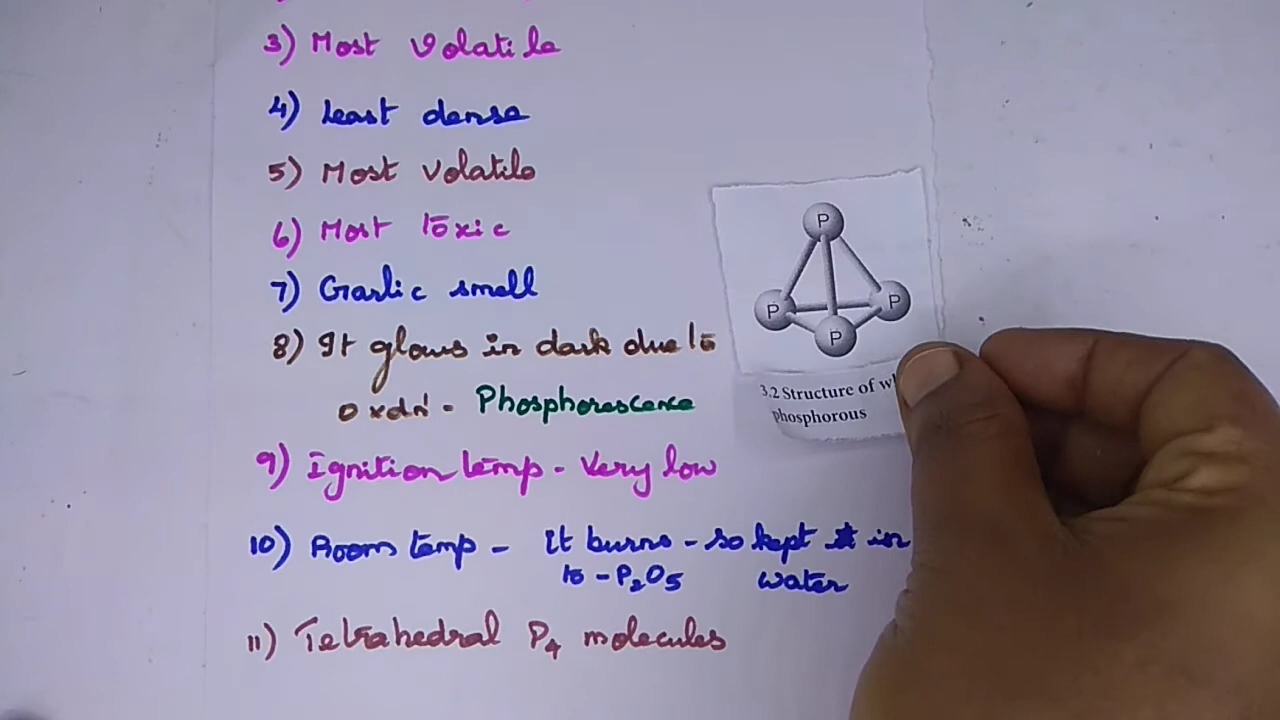 3) Most Volatile
4) Least dense
5) Most Volatile
6) Most toxic
7) Garlic smell
8) It glows in dark due to
oxdn - Phosphorescence
9) Ignition temp - Very low
10) Room temp - It burns - so kept it in
to - P2O5 water
11) Tetrahedral P4 molecules
P
P
P
P
3.2 Structure of
phosphorous